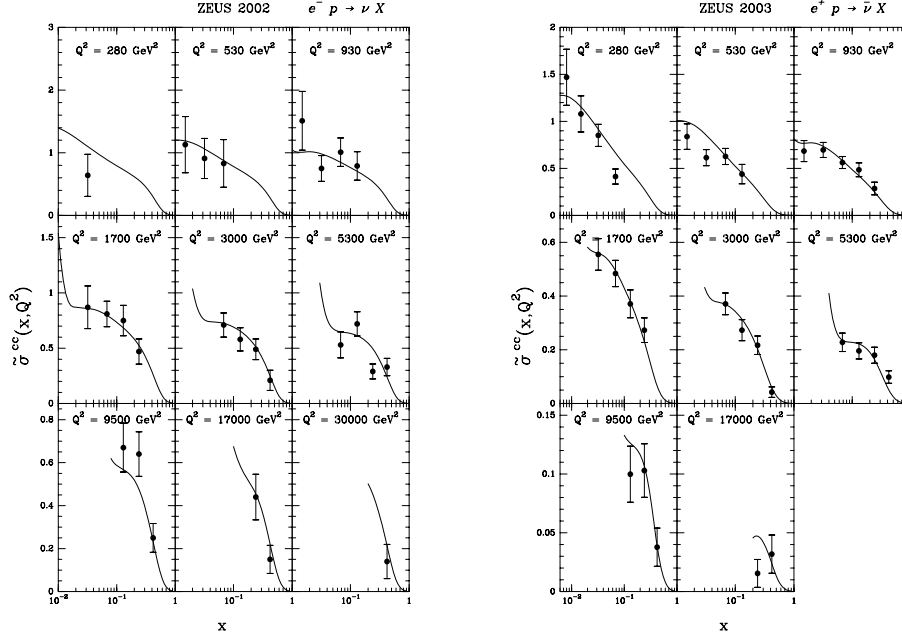 ZEUS 2002 e⁻ p → ν X
Q² = 280 GeV²
Q² = 530 GeV²
Q² = 930 GeV²
3
2
1
0
Q² = 1700 GeV²
Q² = 3000 GeV²
Q² = 5300 GeV²
1.5
1
0.5
0
σ̃ ᶜᶜ(x,Q²)
Q² = 9500 GeV²
Q² = 17000 GeV²
Q² = 30000 GeV²
0.8
0.6
0.4
0.2
0
10⁻² 10⁻¹ 1 10⁻¹ 1 10⁻¹ 1
x
ZEUS 2003 e⁺ p → ν̄ X
Q² = 280 GeV²
Q² = 530 GeV²
Q² = 930 GeV²
2
1.5
1
0.5
0
Q² = 1700 GeV²
Q² = 3000 GeV²
Q² = 5300 GeV²
0.6
0.4
0.2
0
σ̃ ᶜᶜ(x,Q²)
Q² = 9500 GeV²
Q² = 17000 GeV²
0.15
0.1
0.05
0
10⁻² 10⁻¹ 1 10⁻¹ 1 10⁻¹
x